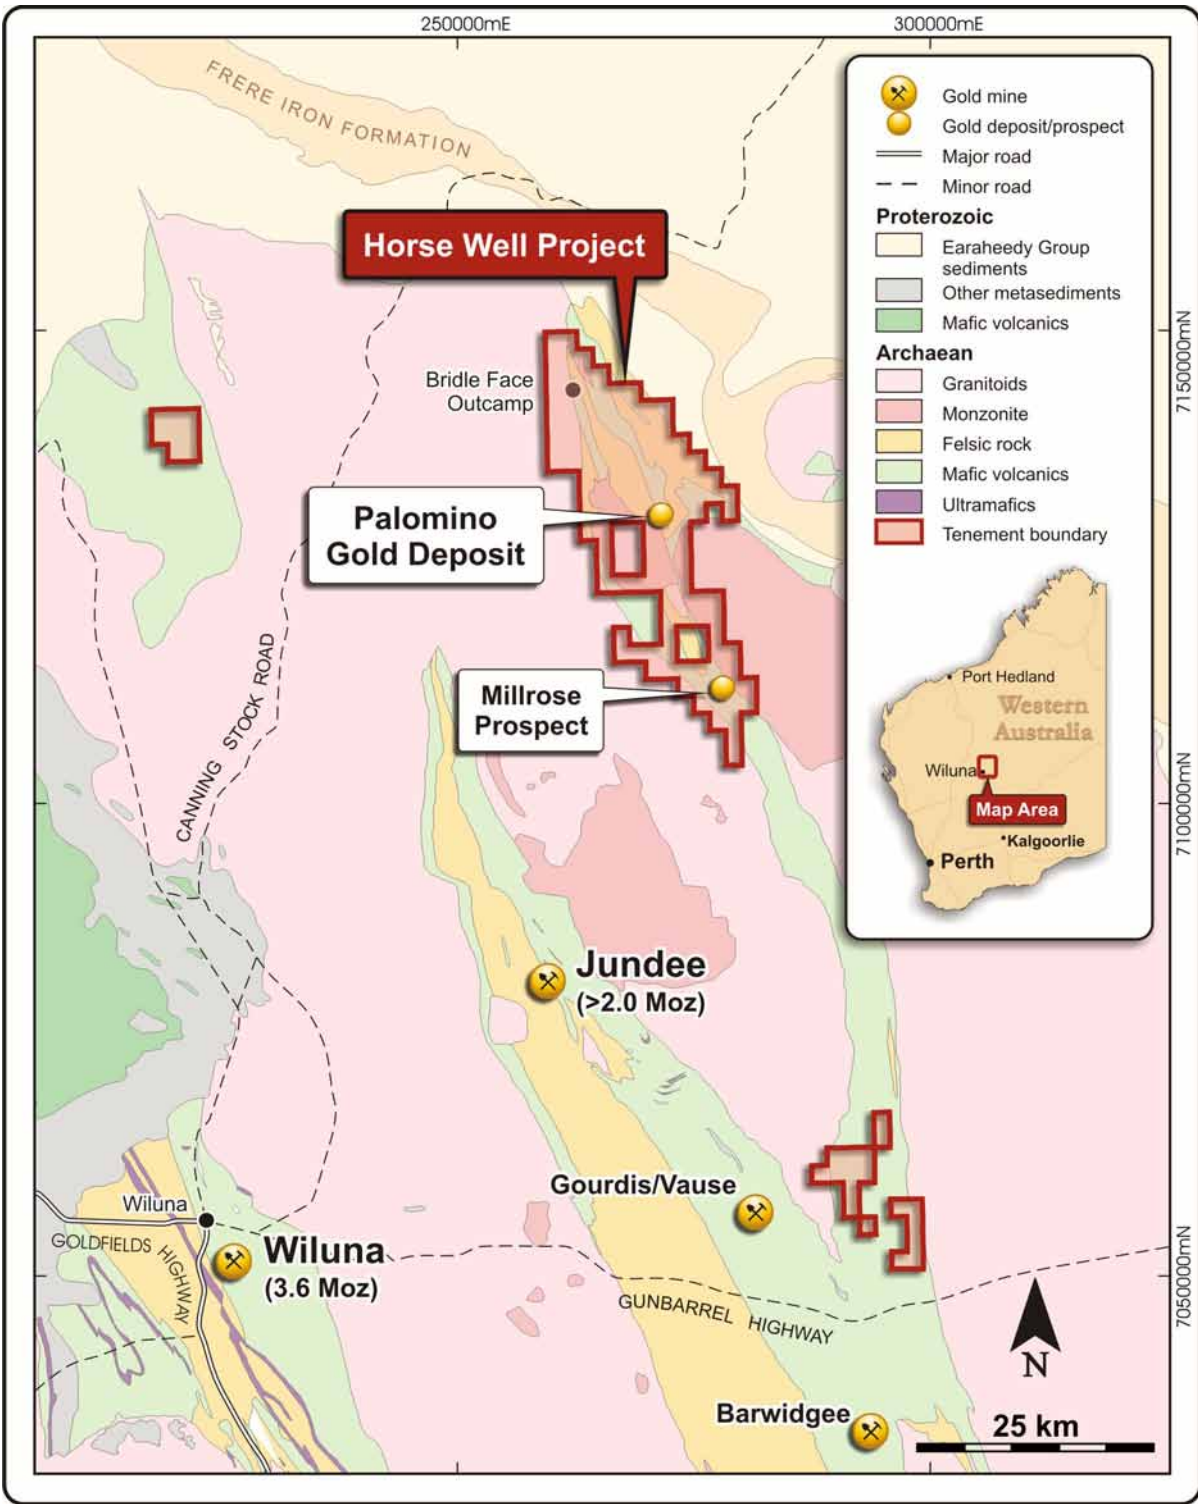 250000mE
300000mE
FRERE IRON FORMATION
Horse Well Project
Bridle Face
Outcamp
Palomino
Gold Deposit
Millrose
Prospect
CANNING STOCK ROAD
Jundee
(>2.0 Moz)
Gourdis/Vause
Wiluna
GOLDFIELDS HIGHWAY
Wiluna
(3.6 Moz)
GUNBARREL HIGHWAY
Barwidgee
Gold mine
Gold deposit/prospect
Major road
Minor road
Proterozoic
Earaheedy Group
sediments
Other metasediments
Mafic volcanics
Archaean
Granitoids
Monzonite
Felsic rock
Mafic volcanics
Ultramafics
Tenement boundary
Port Hedland
Western
Australia
Wiluna
Map Area
Kalgoorlie
Perth
7150000mN
7100000mN
7050000mN
N
25 km